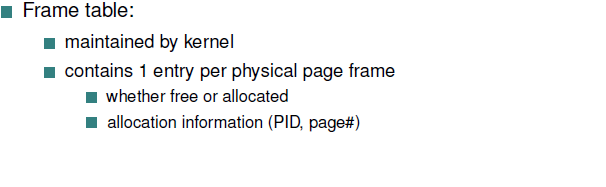 Frame table:
maintained by kernel
contains 1 entry per physical page frame
whether free or allocated
allocation information (PID, page#)